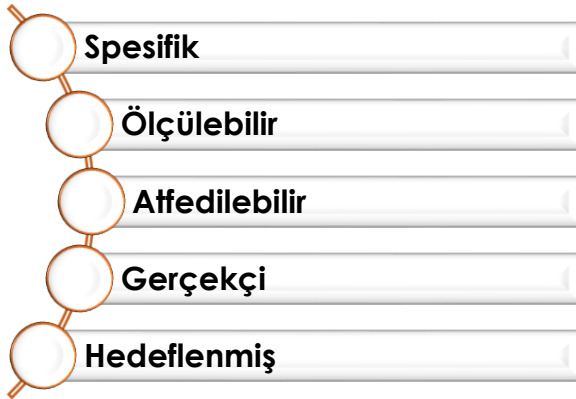 Spesifik
Ölçülebilir
Atfedilebilir
Gerçekçi
Hedeflenmiş